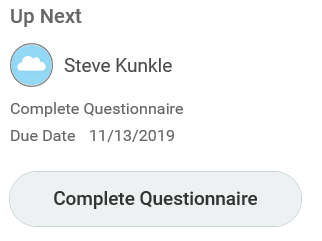 Up Next
Steve Kunkle
Complete Questionnaire
Due Date 11/13/2019
Complete Questionnaire